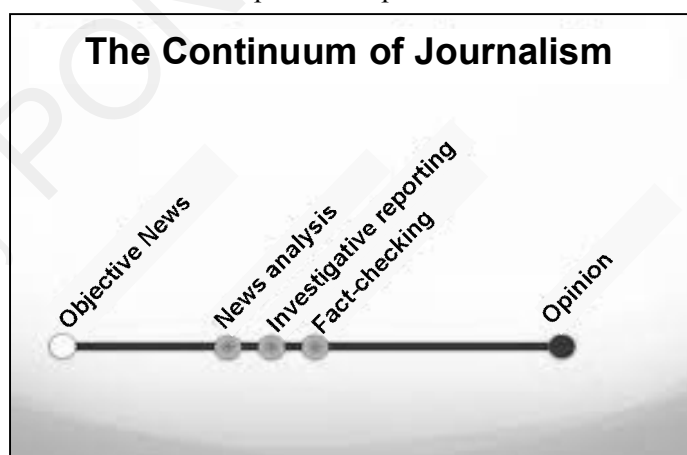 The Continuum of Journalism
Objective News
News analysis
Investigative reporting
Fact-checking
Opinion